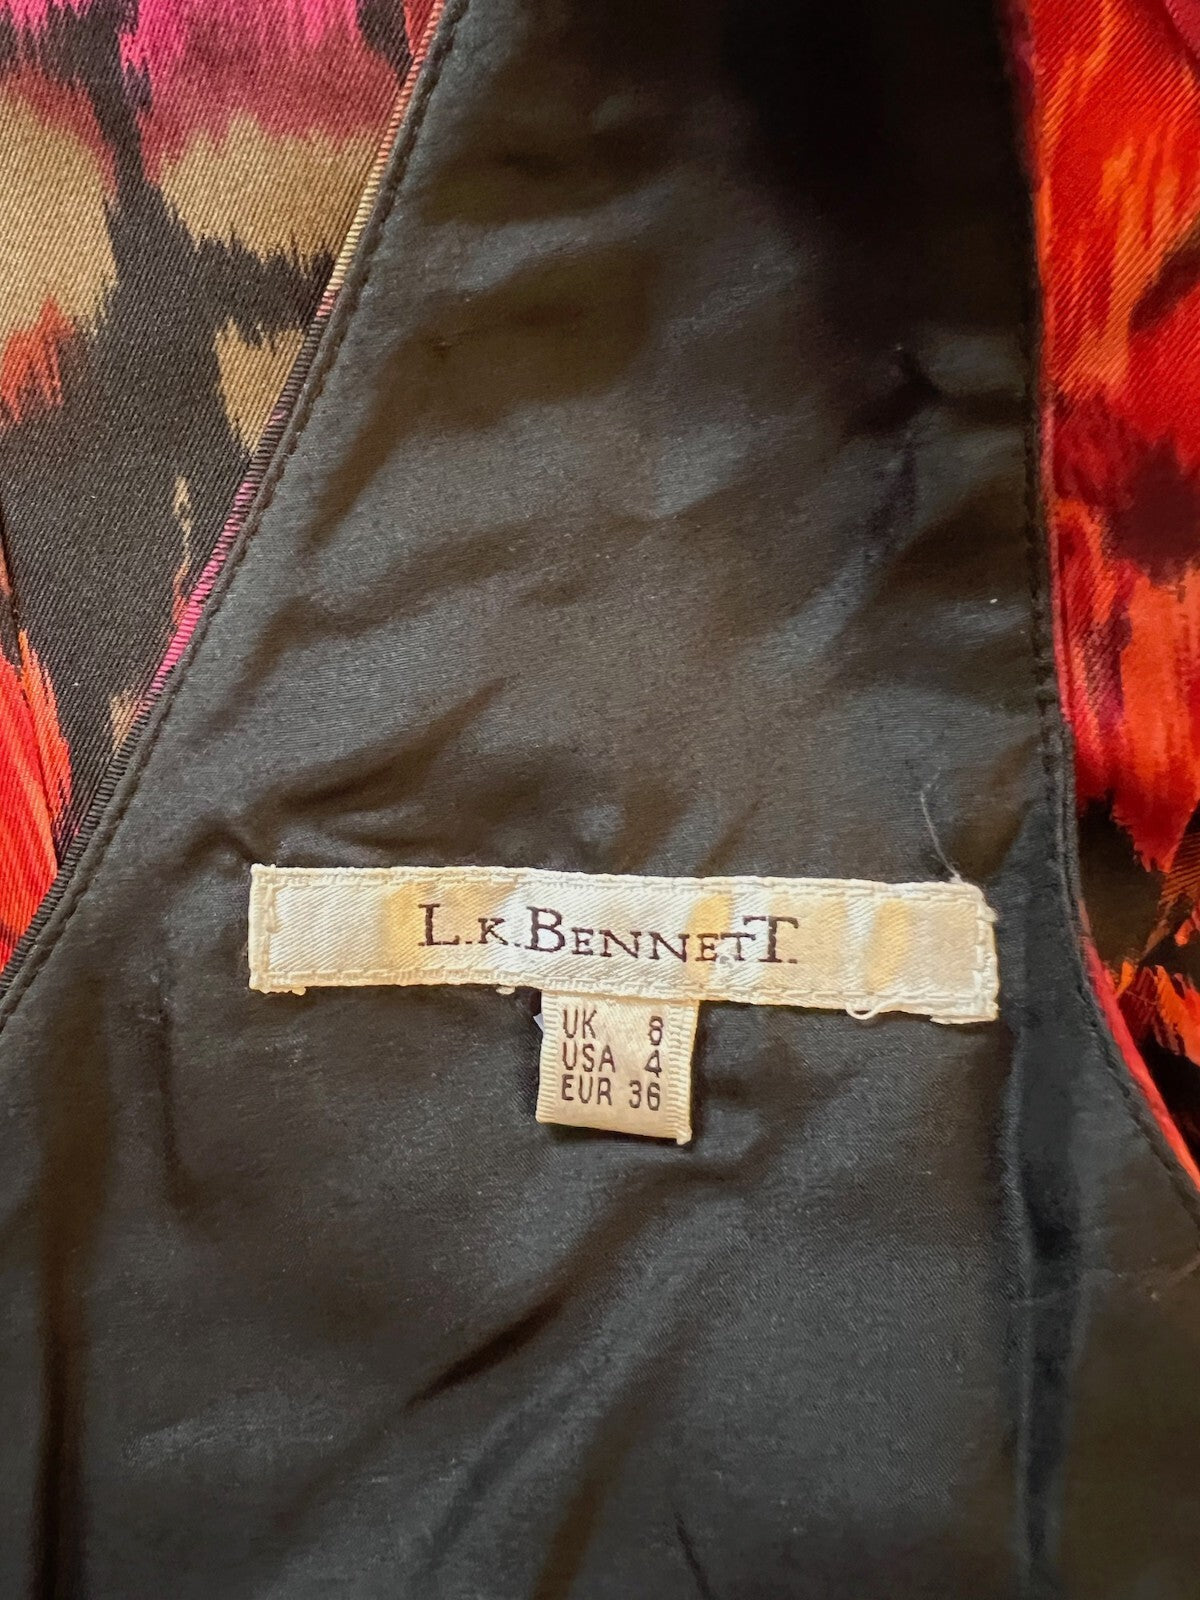 L.K.BENNETT.
UK 8
USA 4
EUR 36